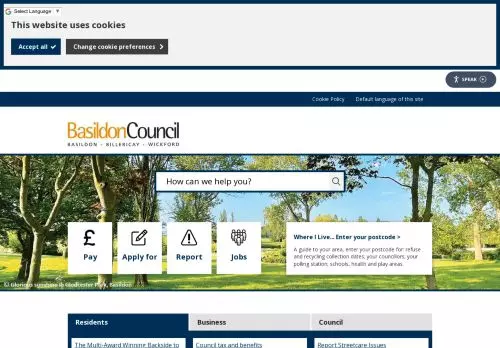 Select Language ▼
This website uses cookies
Accept all
Change cookie preferences
SPEAK
Cookie Policy
Default language of this site
BasildonCouncil
BASILDON • BILLERICAY • WICKFORD
How can we help you?
£
Pay
Apply for
Report
Jobs
Where I Live... Enter your postcode >
A guide to your area, enter your postcode for: refuse
and recycling collection dates, your councillors, your
polling station, schools, health and play areas.
© Glorious sunshine @ Gloucester Park, Basildon
Residents
Business
Council
The Multi-Award Winning Backside to
Council tax and benefits
Report Streetcare Issues